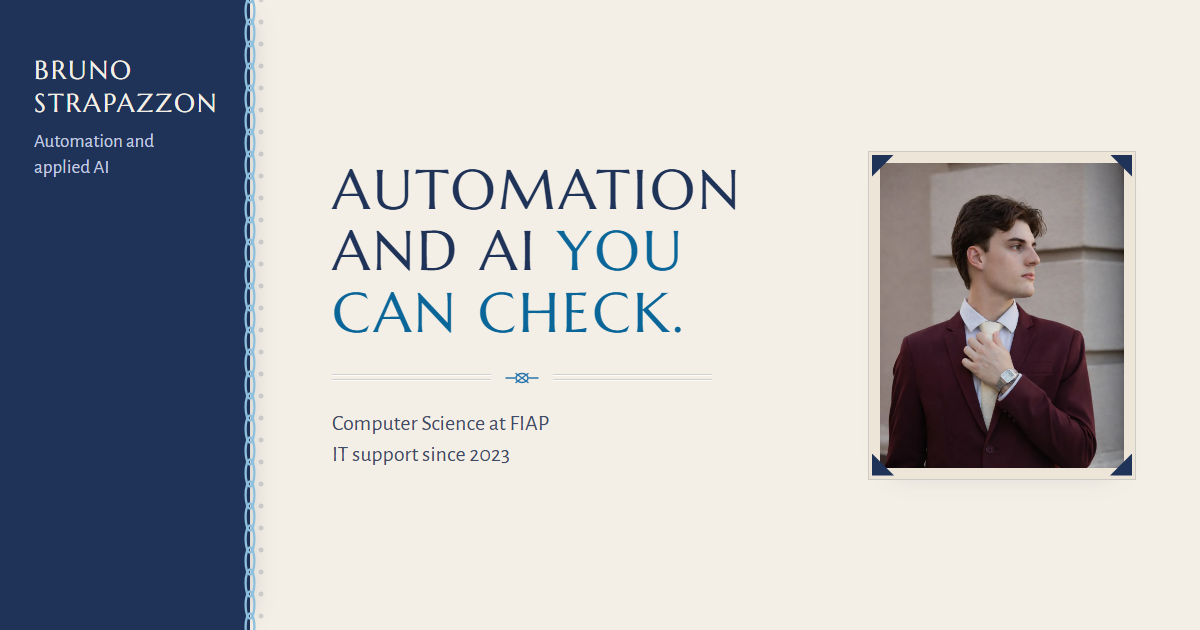 BRUNO
STRAPAZZON
Automation and
applied AI
AUTOMATION
AND AI YOU
CAN CHECK.
Computer Science at FIAP
IT support since 2023